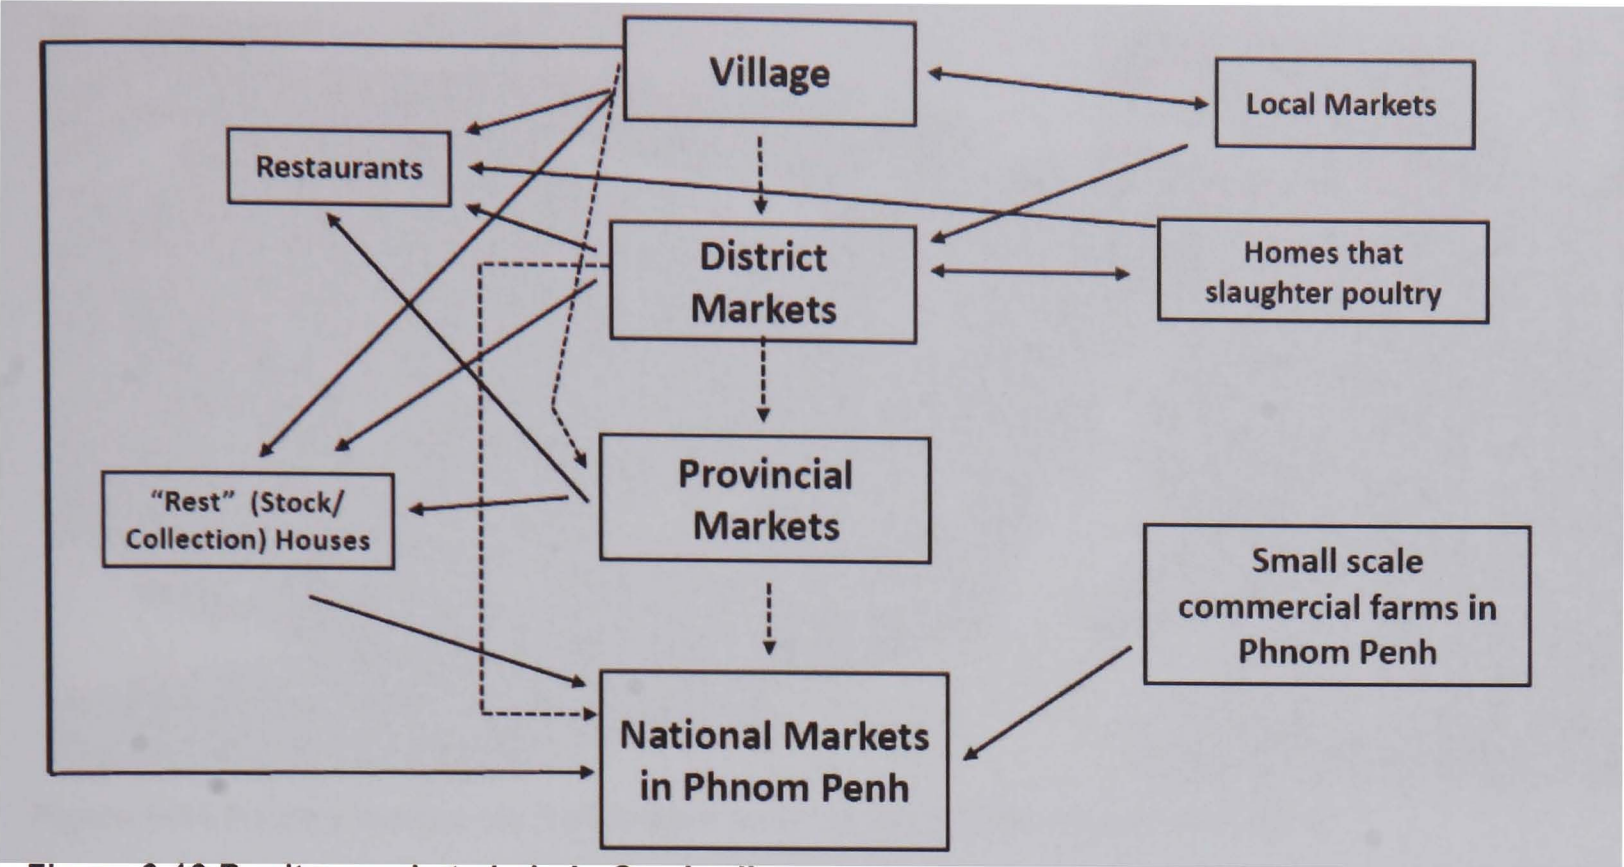 Village
Local Markets
Restaurants
District
Markets
Homes that
slaughter poultry
Provincial
Markets
"Rest" (Stock/
Collection) Houses
Small scale
commercial farms in
Phnom Penh
National Markets
in Phnom Penh